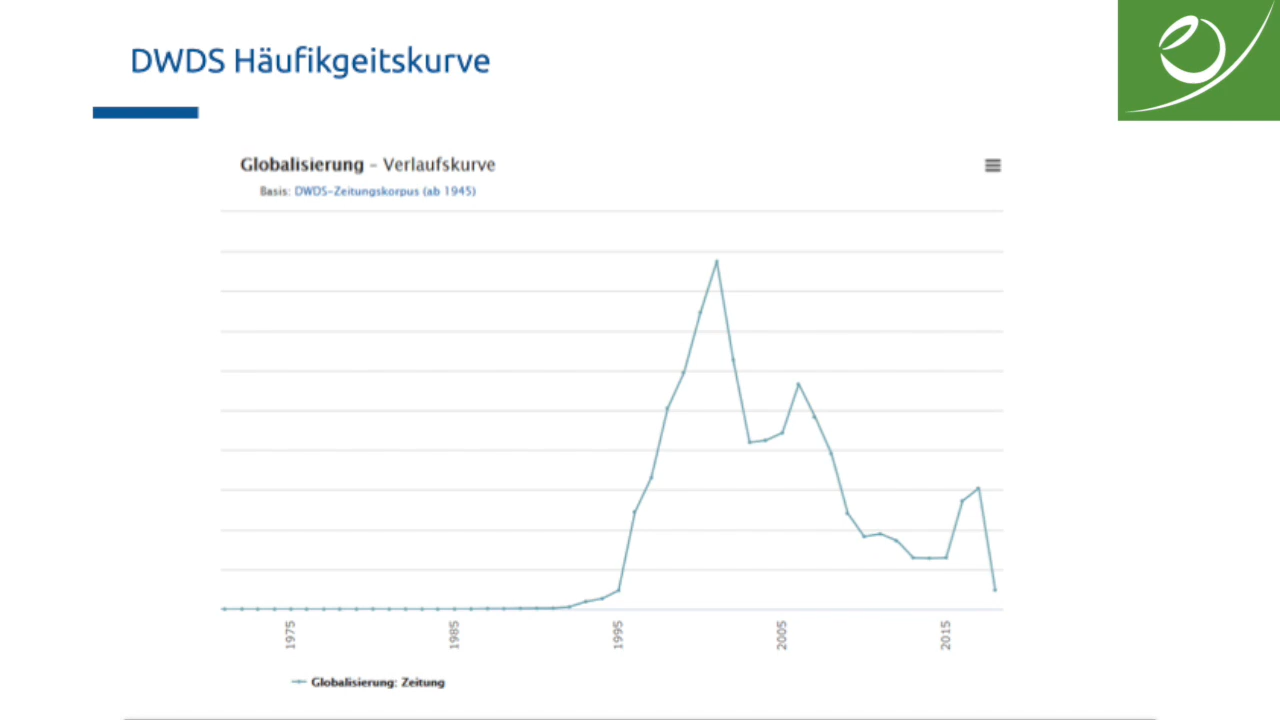 DWDS Häufikgeitskurve
Globalisierung – Verlaufskurve
Basis: DWDS-Zeitungskorpus (ab 1945)
1975
1985
1995
2005
2015
Globalisierung: Zeitung